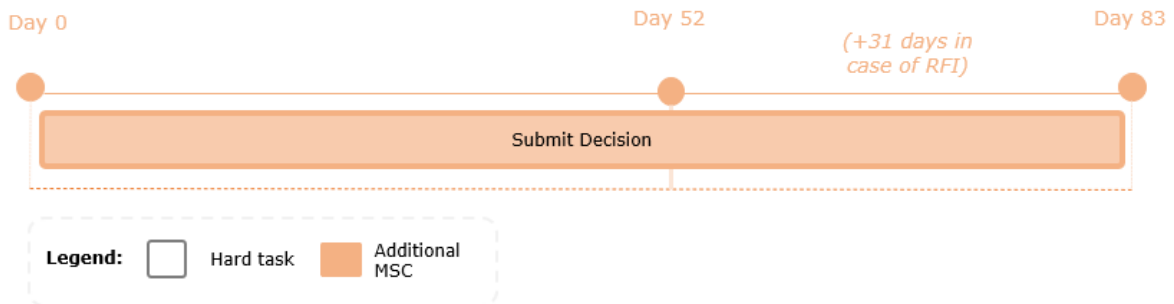 Day 0
Day 52
Day 83
(+31 days in
case of RFI)
Submit Decision
Legend:
Hard task
Additional
MSC